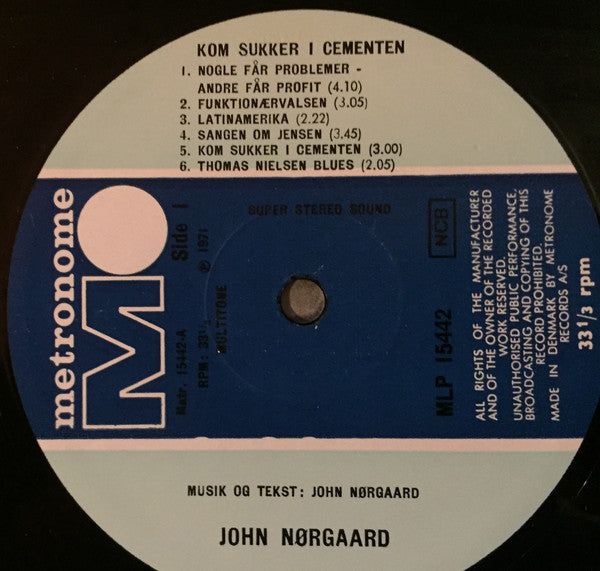 KOM SUKKER I CEMENTEN
1. NOGLE FÅR PROBLEMER -
ANDRE FÅR PROFIT (4.10)
2. FUNKTIONÆRVALSEN (3.05)
3. LATINAMERIKA (2.22)
4. SANGEN OM JENSEN (3.45)
5. KOM SUKKER I CEMENTEN (3.00)
6. THOMAS NIELSEN BLUES (2.05)
metronome
M
Side I
℗ 1971
Matr. 15442-A
RPM: 33⅓
MULTITONE
SUPER STEREO SOUND
NCB
MLP 15442
ALL RIGHTS OF THE MANUFACTURER
AND OF THE OWNER OF THE RECORDED
WORK RESERVED.
UNAUTHORISED PUBLIC PERFORMANCE,
BROADCASTING AND COPYING OF THIS
RECORD PROHIBITED.
MADE IN DENMARK BY METRONOME
RECORDS A/S
33 1/3 rpm
MUSIK OG TEKST: JOHN NØRGAARD
JOHN NØRGAARD